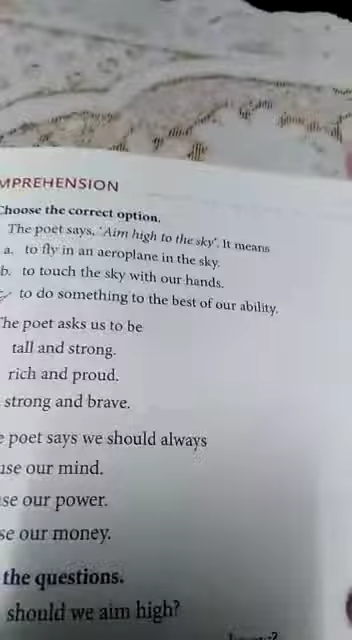 MPREHENSION
Choose the correct option.
The poet says, 'Aim high to the sky'. It means
a. to fly in an aeroplane in the sky.
b. to touch the sky with our hands.
to do something to the best of our ability.
The poet asks us to be
tall and strong.
rich and proud.
strong and brave.
e poet says we should always
use our mind.
se our power.
se our money.
the questions.
should we aim high?